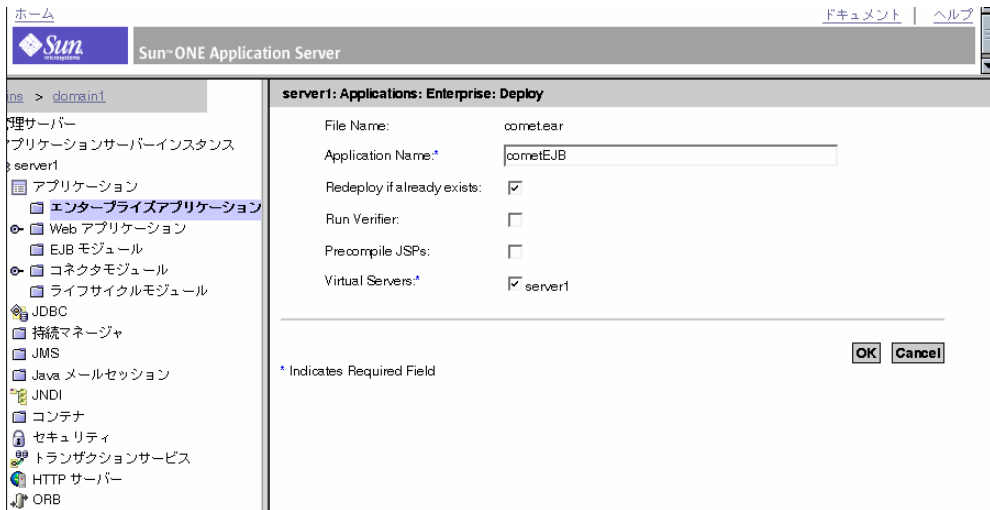 ホーム
ドキュメント | ヘルプ
Sun microsystems
Sun™ ONE Application Server
ins > domain1
理サーバー
プリケーションサーバーインスタンス
server1
アプリケーション
エンタープライズアプリケーション
Web アプリケーション
EJB モジュール
コネクタモジュール
ライフサイクルモジュール
JDBC
持続マネージャ
JMS
Java メールセッション
JNDI
コンテナ
セキュリティ
トランザクションサービス
HTTP サーバー
ORB
server1: Applications: Enterprise: Deploy
File Name: comet.ear
Application Name:* cometEJB
Redeploy if already exists:
Run Verifier:
Precompile JSPs:
Virtual Servers:* server1
OK Cancel
* Indicates Required Field